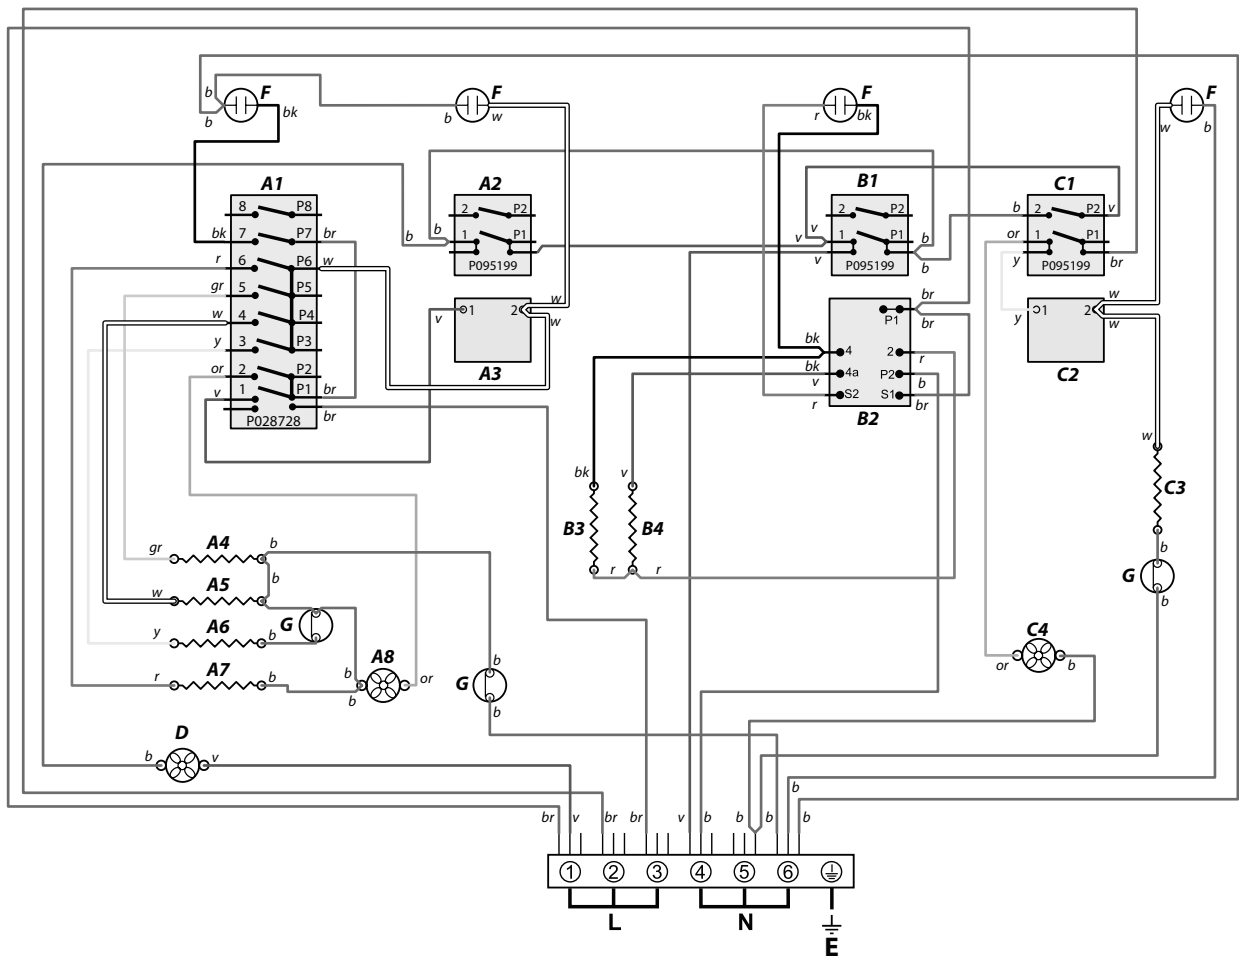 b F bk
b
b F w
r F bk
F
w b
A1
8 P8
bk 7 P7 br
r 6 P6 w
gr 5 P5
w 4 P4
y 3 P3
or 2 P2
v 1 P1 br
br
P028728
A2
2 P2
b b 1 P1
P095199
v 1 2 w
w
A3
B1
2 P2
v v 1 P1 b
v b
P095199
C1
b 2 P2 v
or 1 P1
y br
P095199
P1 br
br
bk 4 2 r
bk 4a P2 b
v
r S2 S1 br
B2
w
y 1 2 w
C2
bk v
B3 B4
r r
w
C3
b
G
b
gr A4 b
b
w A5
G
y A6 b
r A7 b
b A8 or
b
b
G
b
C4
or b
D
b v
br v br br v b b b b b
1 2 3 4 5 6
L N
E